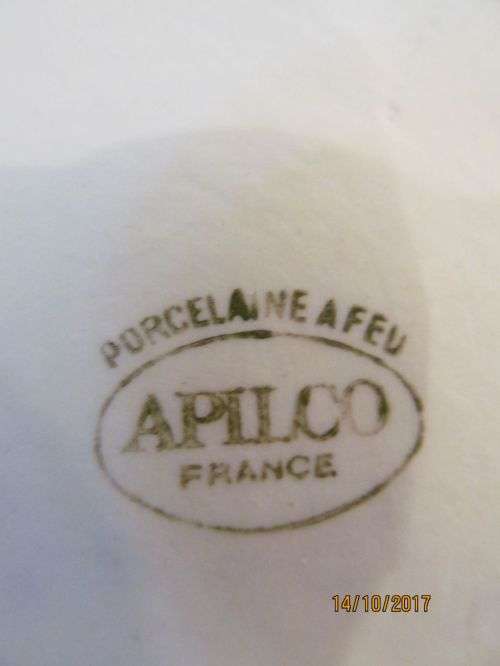 PORCELAINE A FEU
APILCO
FRANCE
14/10/2017